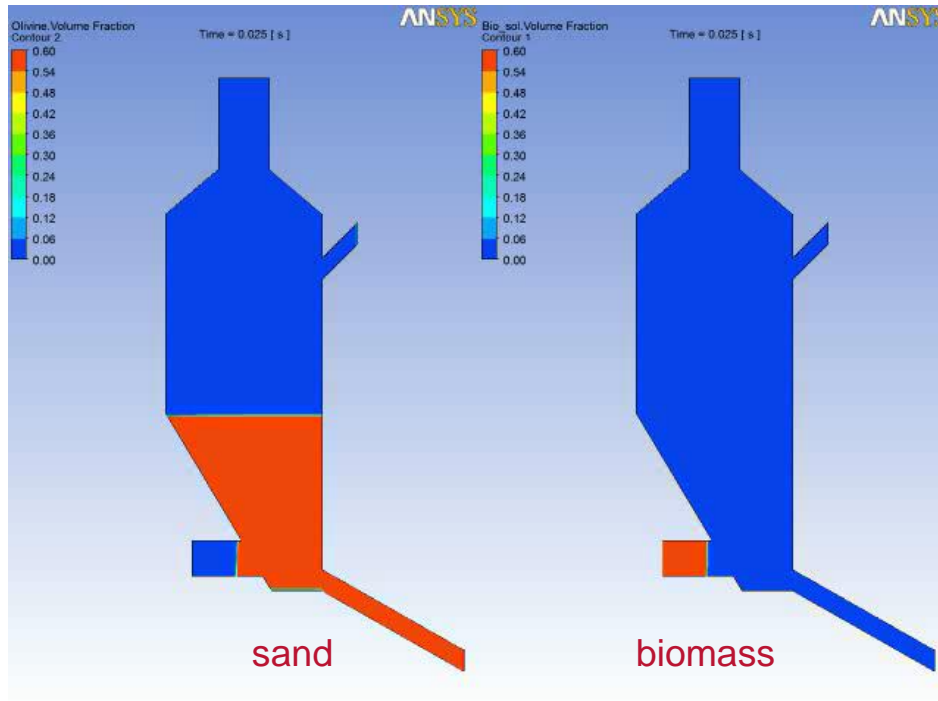 ANSYS
Olivine.Volume Fraction
Contour 2
Time = 0.025 [ s ]
0.60
0.54
0.48
0.42
0.36
0.30
0.24
0.18
0.12
0.06
0.00
sand
ANSYS
Bio_sol.Volume Fraction
Contour 1
Time = 0.025 [ s ]
0.60
0.54
0.48
0.42
0.36
0.30
0.24
0.18
0.12
0.06
0.00
biomass